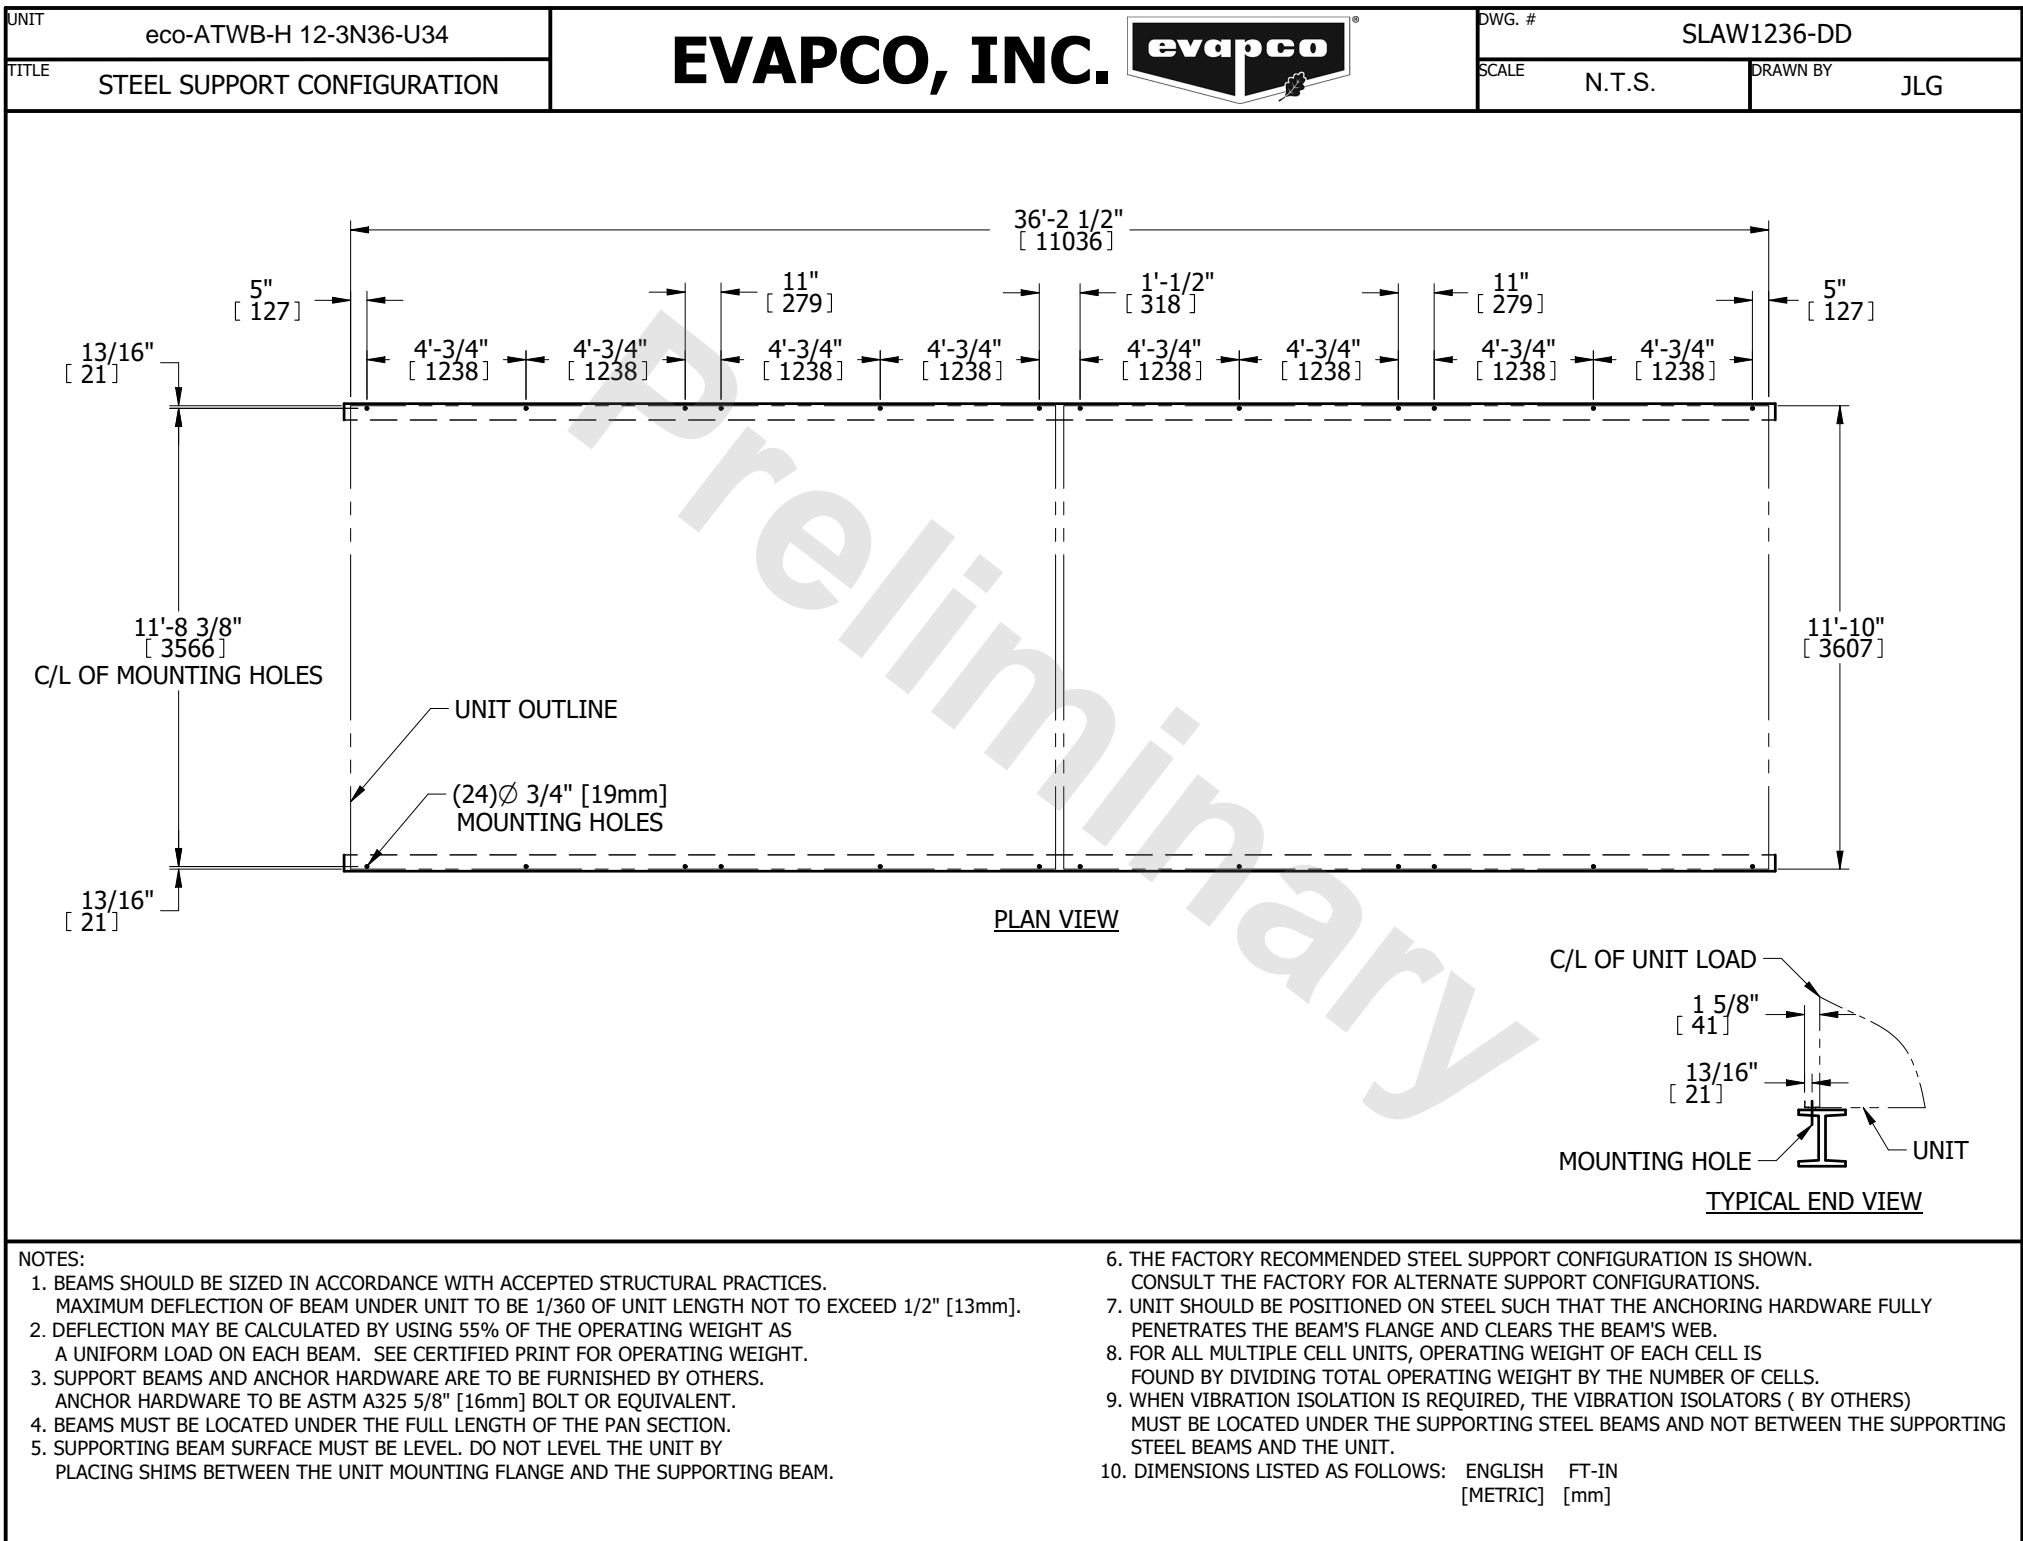 UNIT
eco-ATWB-H 12-3N36-U34
TITLE
STEEL SUPPORT CONFIGURATION
EVAPCO, INC.
evapco®
DWG. #
SLAW1236-DD
SCALE
N.T.S.
DRAWN BY
JLG
36'-2 1/2"
[ 11036 ]
5"
[ 127 ]
11"
[ 279 ]
1'-1/2"
[ 318 ]
11"
[ 279 ]
5"
[ 127 ]
13/16"
[ 21 ]
4'-3/4"
[ 1238 ]
4'-3/4"
[ 1238 ]
4'-3/4"
[ 1238 ]
4'-3/4"
[ 1238 ]
4'-3/4"
[ 1238 ]
4'-3/4"
[ 1238 ]
4'-3/4"
[ 1238 ]
4'-3/4"
[ 1238 ]
Preliminary
11'-8 3/8"
[ 3566 ]
C/L OF MOUNTING HOLES
11'-10"
[ 3607 ]
UNIT OUTLINE
(24)∅ 3/4" [19mm]
MOUNTING HOLES
13/16"
[ 21 ]
PLAN VIEW
C/L OF UNIT LOAD
1 5/8"
[ 41 ]
13/16"
[ 21 ]
MOUNTING HOLE
UNIT
TYPICAL END VIEW
NOTES:
1. BEAMS SHOULD BE SIZED IN ACCORDANCE WITH ACCEPTED STRUCTURAL PRACTICES.
MAXIMUM DEFLECTION OF BEAM UNDER UNIT TO BE 1/360 OF UNIT LENGTH NOT TO EXCEED 1/2" [13mm].
2. DEFLECTION MAY BE CALCULATED BY USING 55% OF THE OPERATING WEIGHT AS
A UNIFORM LOAD ON EACH BEAM. SEE CERTIFIED PRINT FOR OPERATING WEIGHT.
3. SUPPORT BEAMS AND ANCHOR HARDWARE ARE TO BE FURNISHED BY OTHERS.
ANCHOR HARDWARE TO BE ASTM A325 5/8" [16mm] BOLT OR EQUIVALENT.
4. BEAMS MUST BE LOCATED UNDER THE FULL LENGTH OF THE PAN SECTION.
5. SUPPORTING BEAM SURFACE MUST BE LEVEL. DO NOT LEVEL THE UNIT BY
PLACING SHIMS BETWEEN THE UNIT MOUNTING FLANGE AND THE SUPPORTING BEAM.
6. THE FACTORY RECOMMENDED STEEL SUPPORT CONFIGURATION IS SHOWN.
CONSULT THE FACTORY FOR ALTERNATE SUPPORT CONFIGURATIONS.
7. UNIT SHOULD BE POSITIONED ON STEEL SUCH THAT THE ANCHORING HARDWARE FULLY
PENETRATES THE BEAM'S FLANGE AND CLEARS THE BEAM'S WEB.
8. FOR ALL MULTIPLE CELL UNITS, OPERATING WEIGHT OF EACH CELL IS
FOUND BY DIVIDING TOTAL OPERATING WEIGHT BY THE NUMBER OF CELLS.
9. WHEN VIBRATION ISOLATION IS REQUIRED, THE VIBRATION ISOLATORS ( BY OTHERS)
MUST BE LOCATED UNDER THE SUPPORTING STEEL BEAMS AND NOT BETWEEN THE SUPPORTING
STEEL BEAMS AND THE UNIT.
10. DIMENSIONS LISTED AS FOLLOWS: ENGLISH FT-IN
[METRIC] [mm]